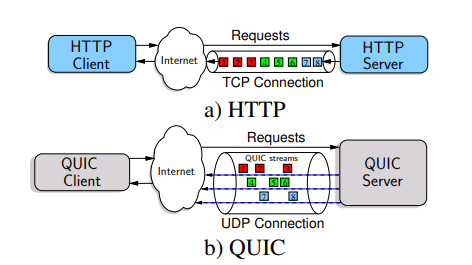 Requests
HTTP Client
Internet
1 2 3 4 5 6 7 8
HTTP Server
TCP Connection
a) HTTP
Requests
QUIC Client
Internet
QUIC streams
1 2 3
4 5 6
7 8
QUIC Server
UDP Connection
b) QUIC